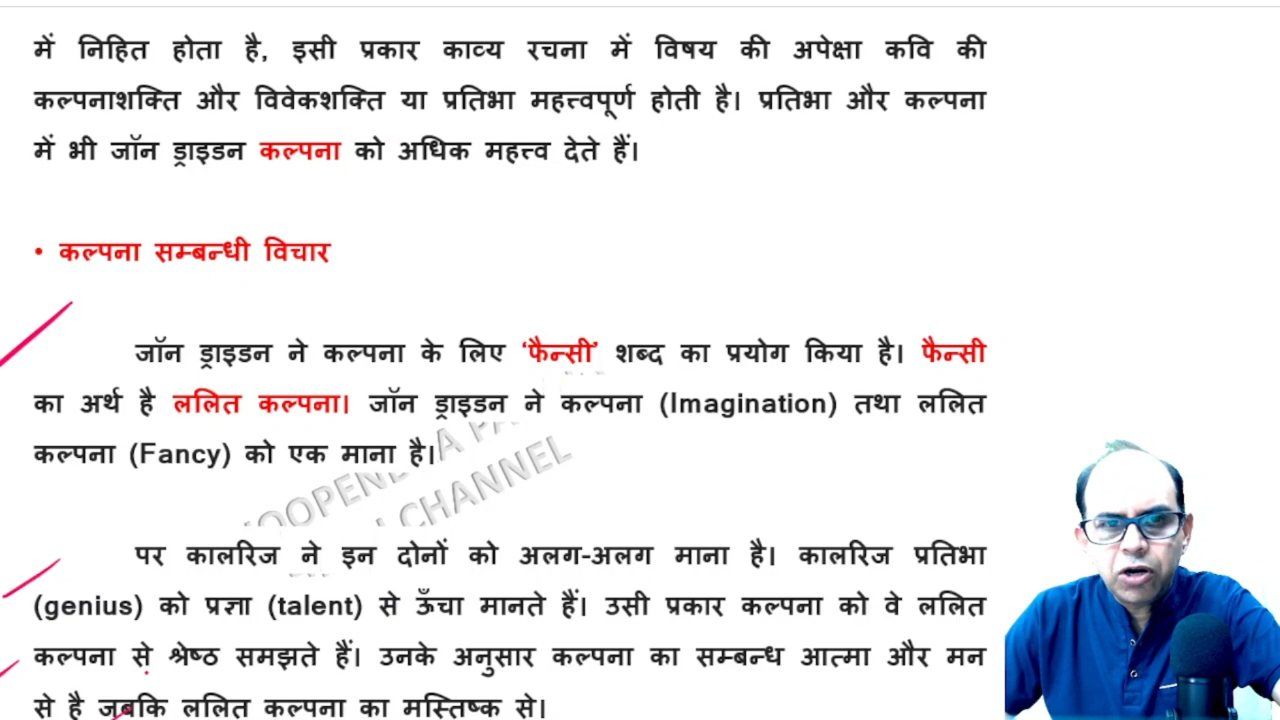 में निहित होता है, इसी प्रकार काव्य रचना में विषय की अपेक्षा कवि की
कल्पनाशक्ति और विवेकशक्ति या प्रतिभा महत्त्वपूर्ण होती है। प्रतिभा और कल्पना
में भी जॉन ड्राइडन कल्पना को अधिक महत्त्व देते हैं।
• कल्पना सम्बन्धी विचार
जॉन ड्राइडन ने कल्पना के लिए ‘फैन्सी’ शब्द का प्रयोग किया है। फैन्सी
का अर्थ है ललित कल्पना। जॉन ड्राइडन ने कल्पना (Imagination) तथा ललित
कल्पना (Fancy) को एक माना है।
CHANNEL
पर कालरिज ने इन दोनों को अलग-अलग माना है। कालरिज प्रतिभा
(genius) को प्रज्ञा (talent) से ऊँचा मानते हैं। उसी प्रकार कल्पना को वे ललित
कल्पना से श्रेष्ठ समझते हैं। उनके अनुसार कल्पना का सम्बन्ध आत्मा और मन
से है जबकि ललित कल्पना का मस्तिष्क से।